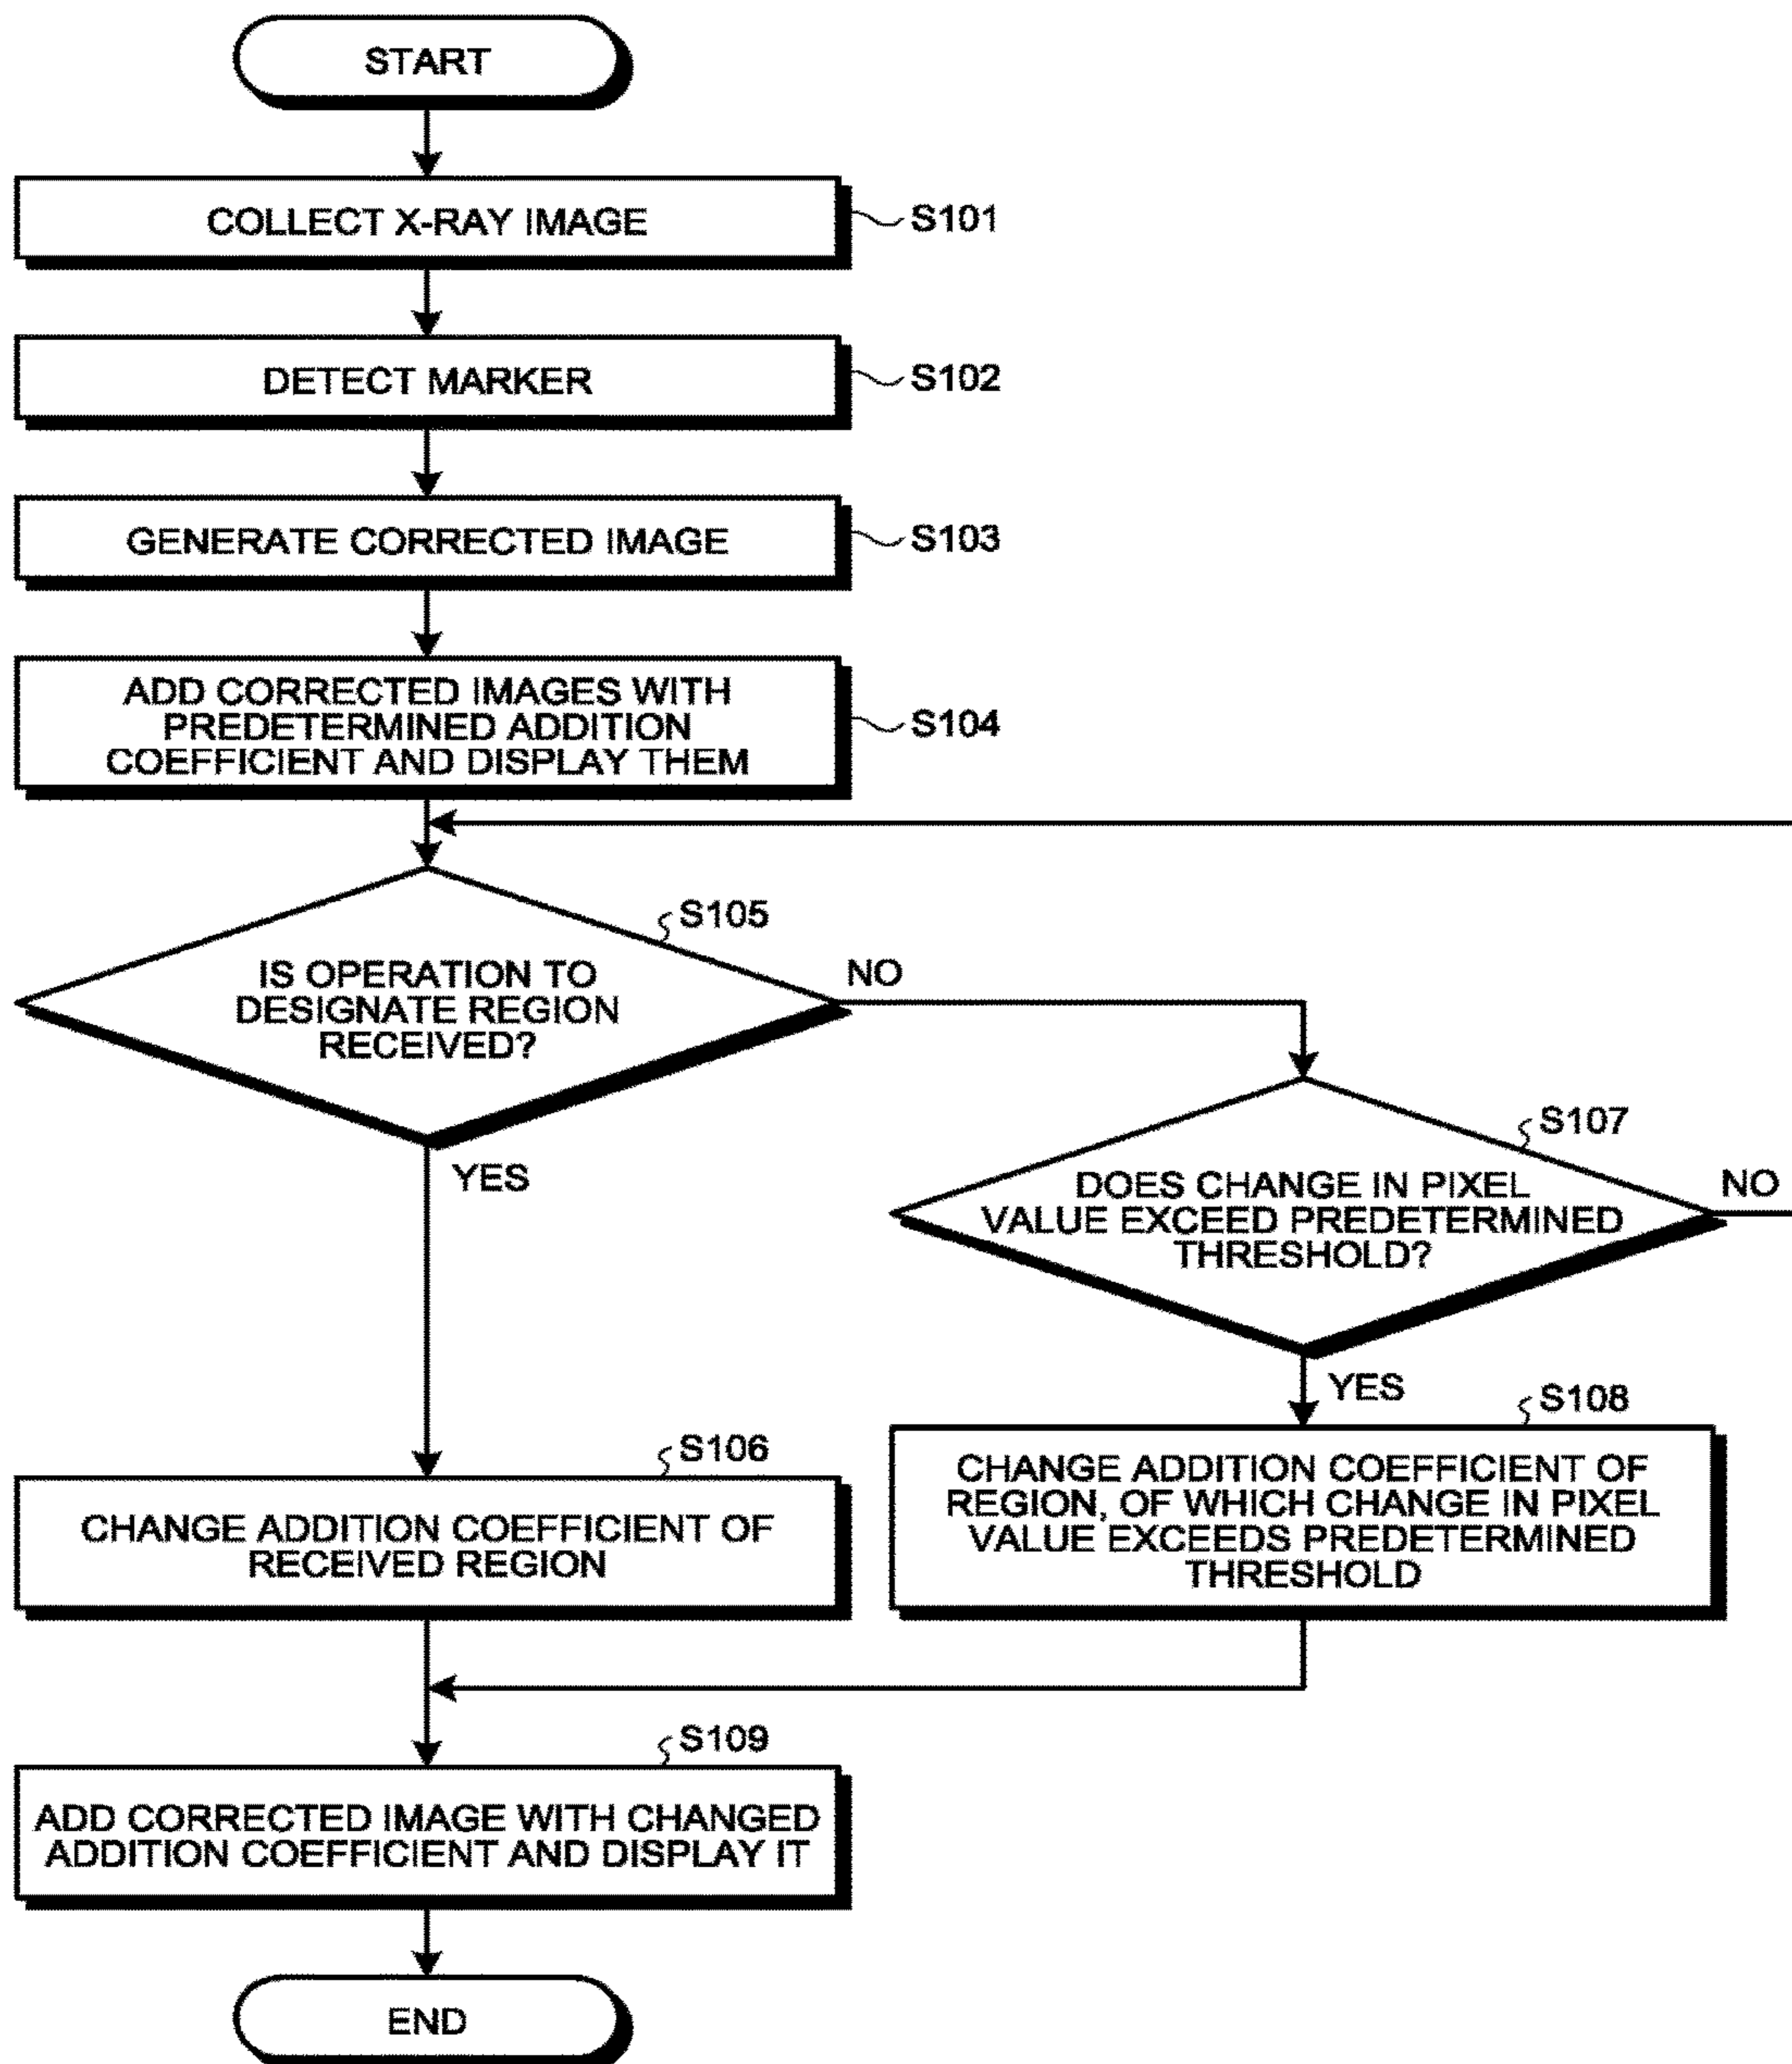 START
COLLECT X-RAY IMAGE
S101
DETECT MARKER
S102
GENERATE CORRECTED IMAGE
S103
ADD CORRECTED IMAGES WITH
PREDETERMINED ADDITION
COEFFICIENT AND DISPLAY THEM
S104
S105
IS OPERATION TO
DESIGNATE REGION
RECEIVED?
NO
YES
S107
DOES CHANGE IN PIXEL
VALUE EXCEED PREDETERMINED
THRESHOLD?
NO
YES
S106
CHANGE ADDITION COEFFICIENT OF
RECEIVED REGION
S108
CHANGE ADDITION COEFFICIENT OF
REGION, OF WHICH CHANGE IN PIXEL
VALUE EXCEEDS PREDETERMINED
THRESHOLD
S109
ADD CORRECTED IMAGE WITH CHANGED
ADDITION COEFFICIENT AND DISPLAY IT
END